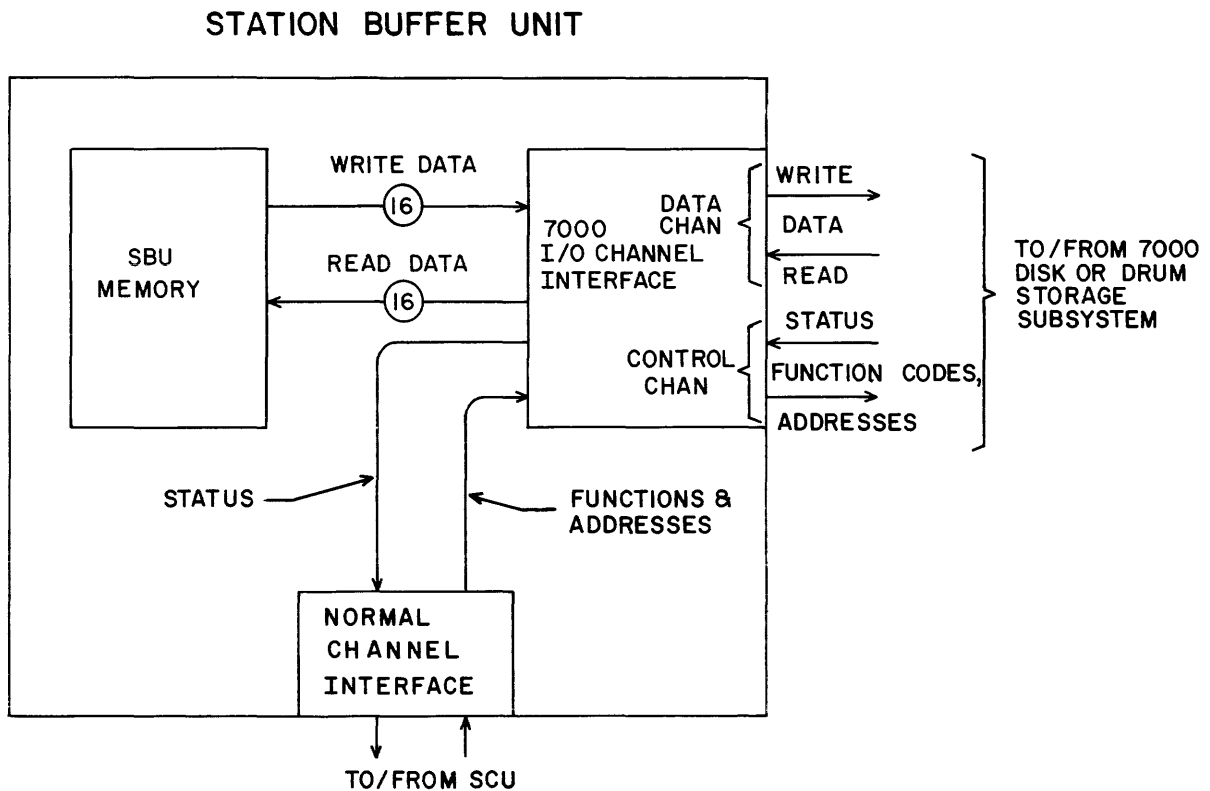 STATION BUFFER UNIT
WRITE DATA
16
READ DATA
16
SBU
MEMORY
7000
I/O CHANNEL
INTERFACE
DATA
CHAN
CONTROL
CHAN
WRITE
DATA
READ
STATUS
FUNCTION CODES,
ADDRESSES
TO/FROM 7000
DISK OR DRUM
STORAGE
SUBSYSTEM
STATUS
FUNCTIONS &
ADDRESSES
NORMAL
CHANNEL
INTERFACE
TO/FROM SCU